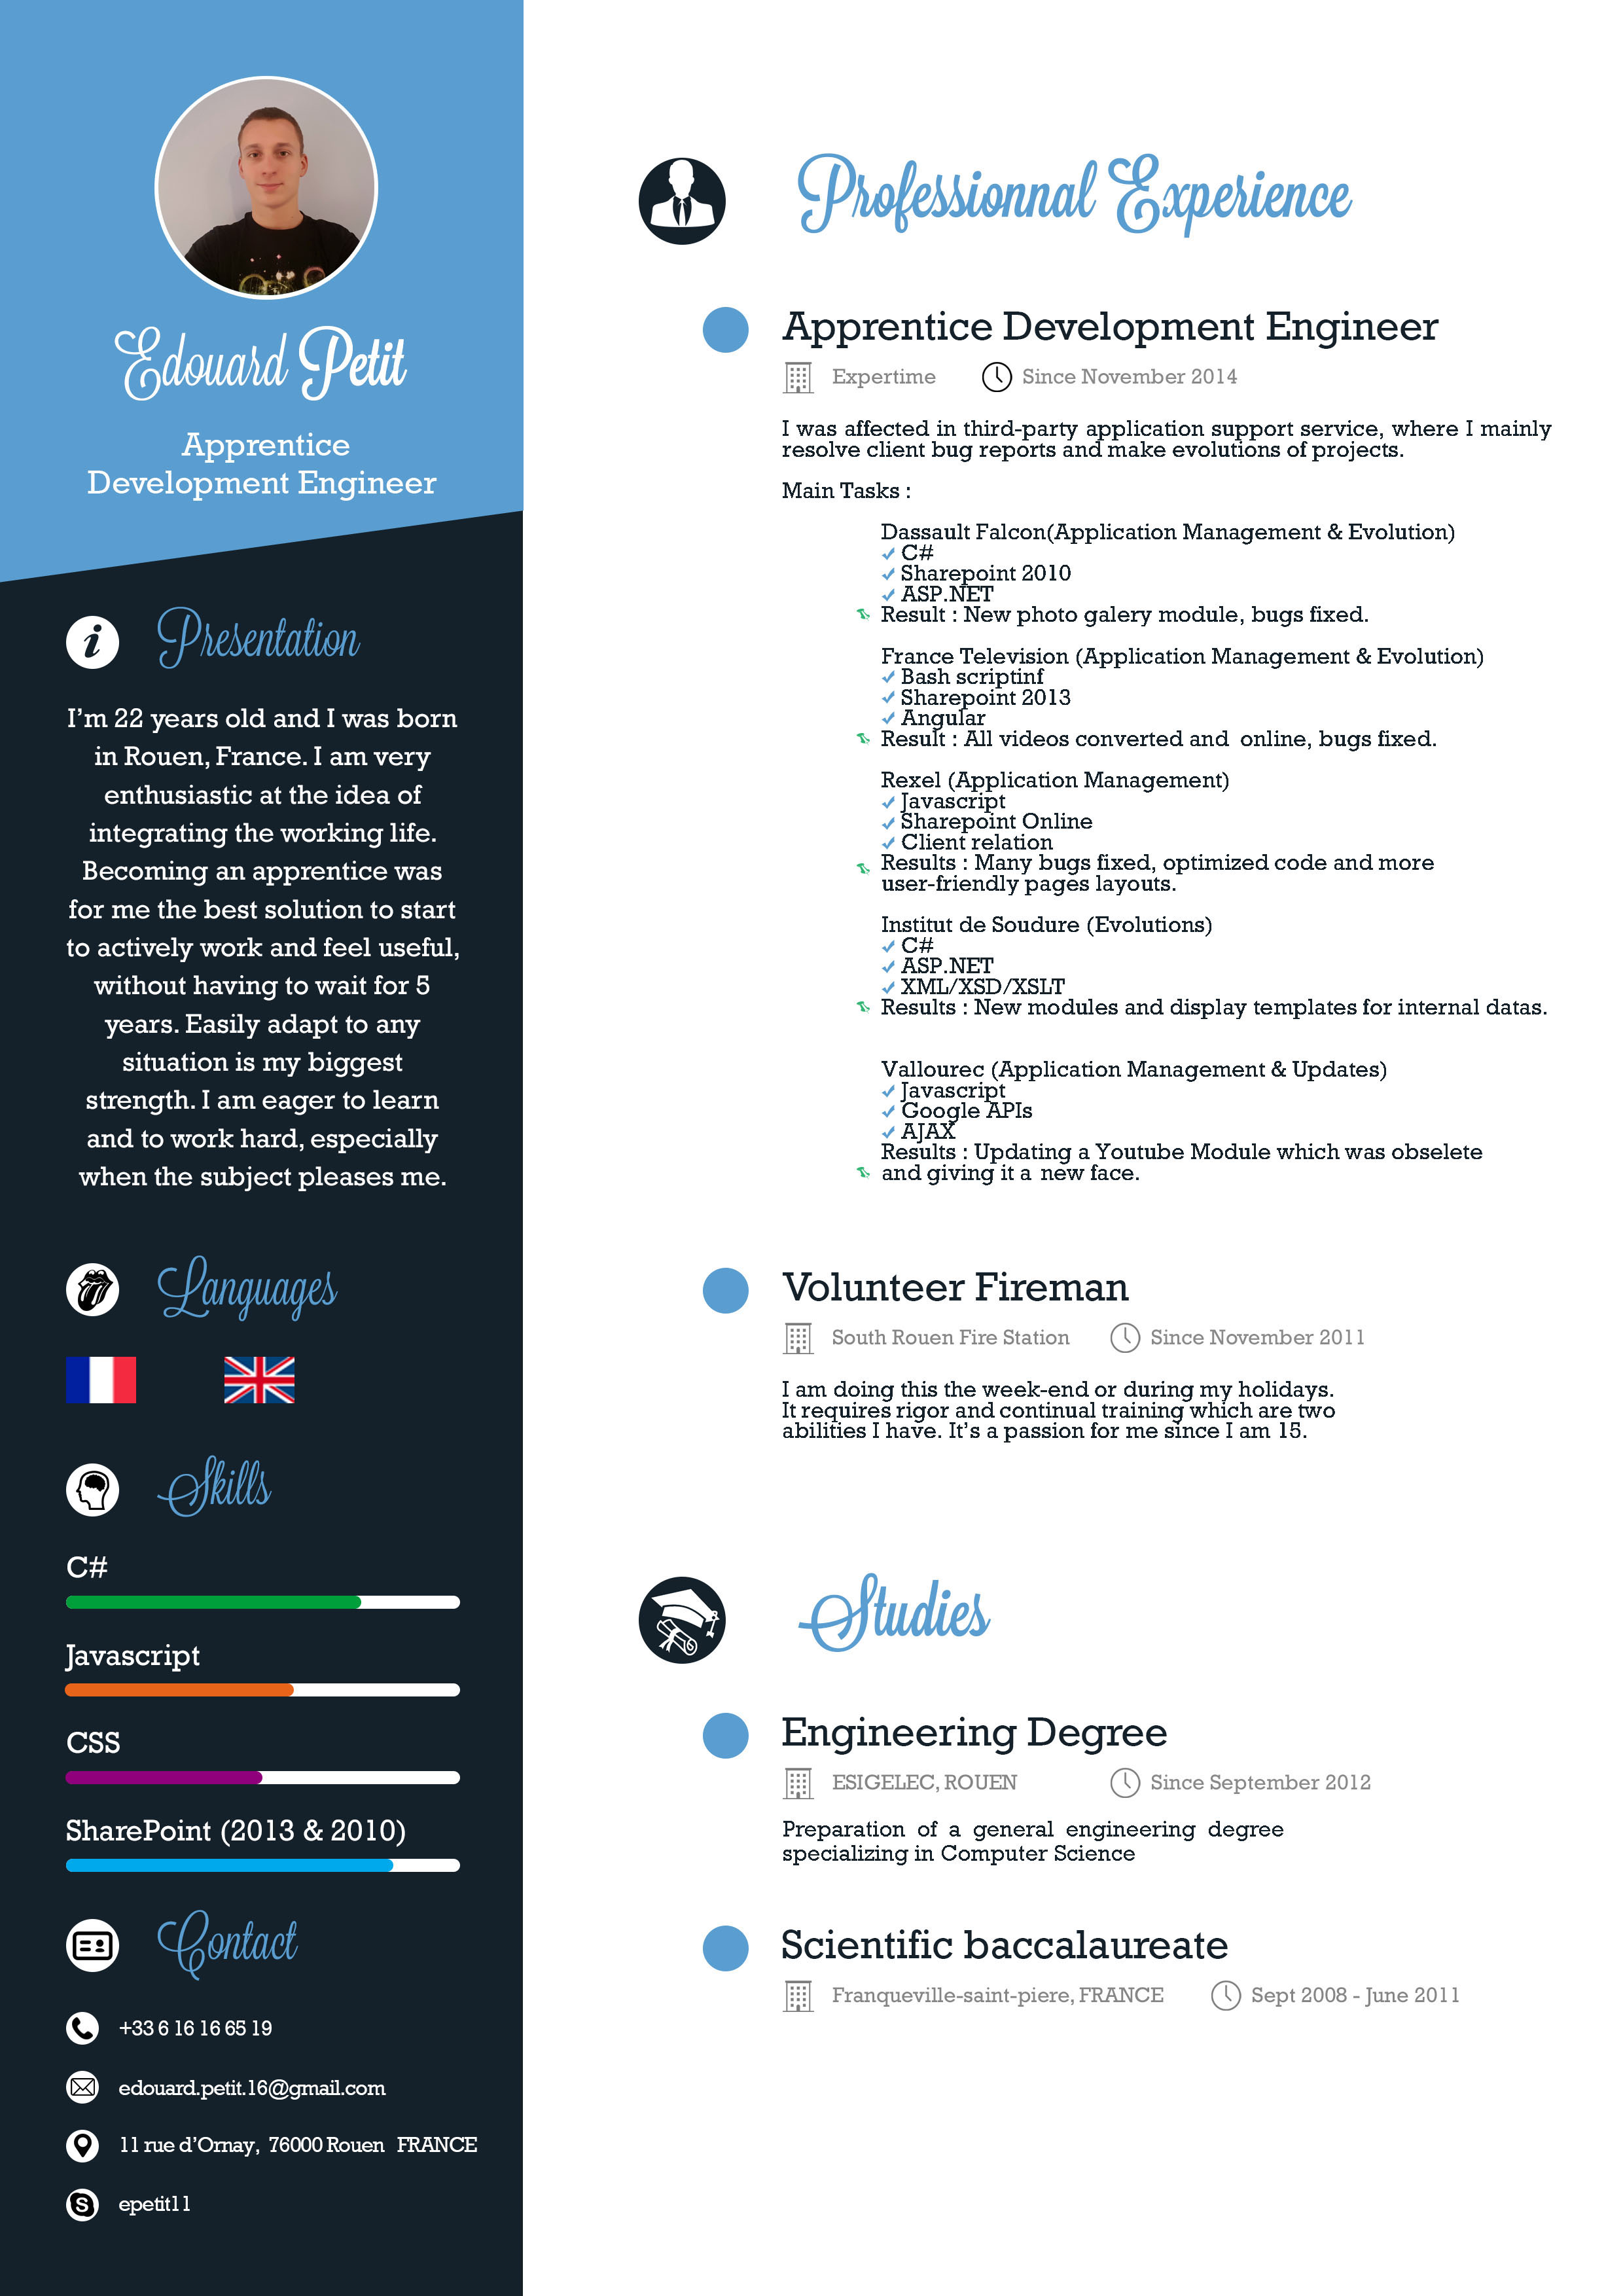 Edouard Petit
Apprentice
Development Engineer
Presentation
I'm 22 years old and I was born
in Rouen, France. I am very
enthusiastic at the idea of
integrating the working life.
Becoming an apprentice was
for me the best solution to start
to actively work and feel useful,
without having to wait for 5
years. Easily adapt to any
situation is my biggest
strength. I am eager to learn
and to work hard, especially
when the subject pleases me.
Languages
Skills
C#
Javascript
CSS
SharePoint (2013 & 2010)
Contact
+33 6 16 16 65 19
edouard.petit.16@gmail.com
11 rue d'Ornay, 76000 Rouen FRANCE
epetit11
Professionnal Experience
Apprentice Development Engineer
Expertime Since November 2014
I was affected in third-party application support service, where I mainly
resolve client bug reports and make evolutions of projects.
Main Tasks :
Dassault Falcon(Application Management & Evolution)
C#
Sharepoint 2010
ASP.NET
Result : New photo galery module, bugs fixed.
France Television (Application Management & Evolution)
Bash scriptinf
Sharepoint 2013
Angular
Result : All videos converted and online, bugs fixed.
Rexel (Application Management)
Javascript
Sharepoint Online
Client relation
Results : Many bugs fixed, optimized code and more
user-friendly pages layouts.
Institut de Soudure (Evolutions)
C#
ASP.NET
XML/XSD/XSLT
Results : New modules and display templates for internal datas.
Vallourec (Application Management & Updates)
Javascript
Google APIs
AJAX
Results : Updating a Youtube Module which was obselete
and giving it a new face.
Volunteer Fireman
South Rouen Fire Station Since November 2011
I am doing this the week-end or during my holidays.
It requires rigor and continual training which are two
abilities I have. It's a passion for me since I am 15.
Studies
Engineering Degree
ESIGELEC, ROUEN Since September 2012
Preparation of a general engineering degree
specializing in Computer Science
Scientific baccalaureate
Franqueville-saint-piere, FRANCE Sept 2008 - June 2011